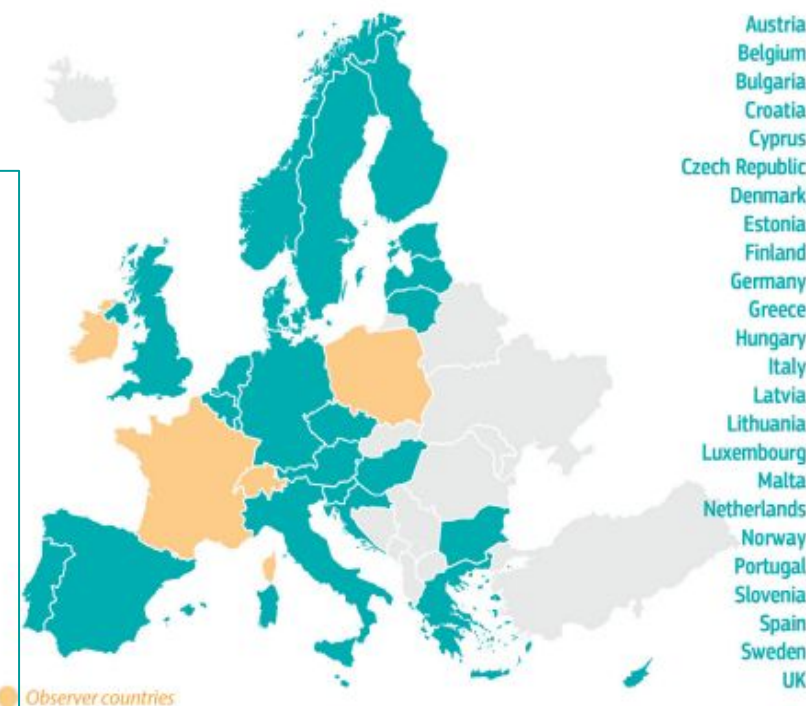 Austria
Belgium
Bulgaria
Croatia
Cyprus
Czech Republic
Denmark
Estonia
Finland
Germany
Greece
Hungary
Italy
Latvia
Lithuania
Luxembourg
Malta
Netherlands
Norway
Portugal
Slovenia
Spain
Sweden
UK
Observer countries